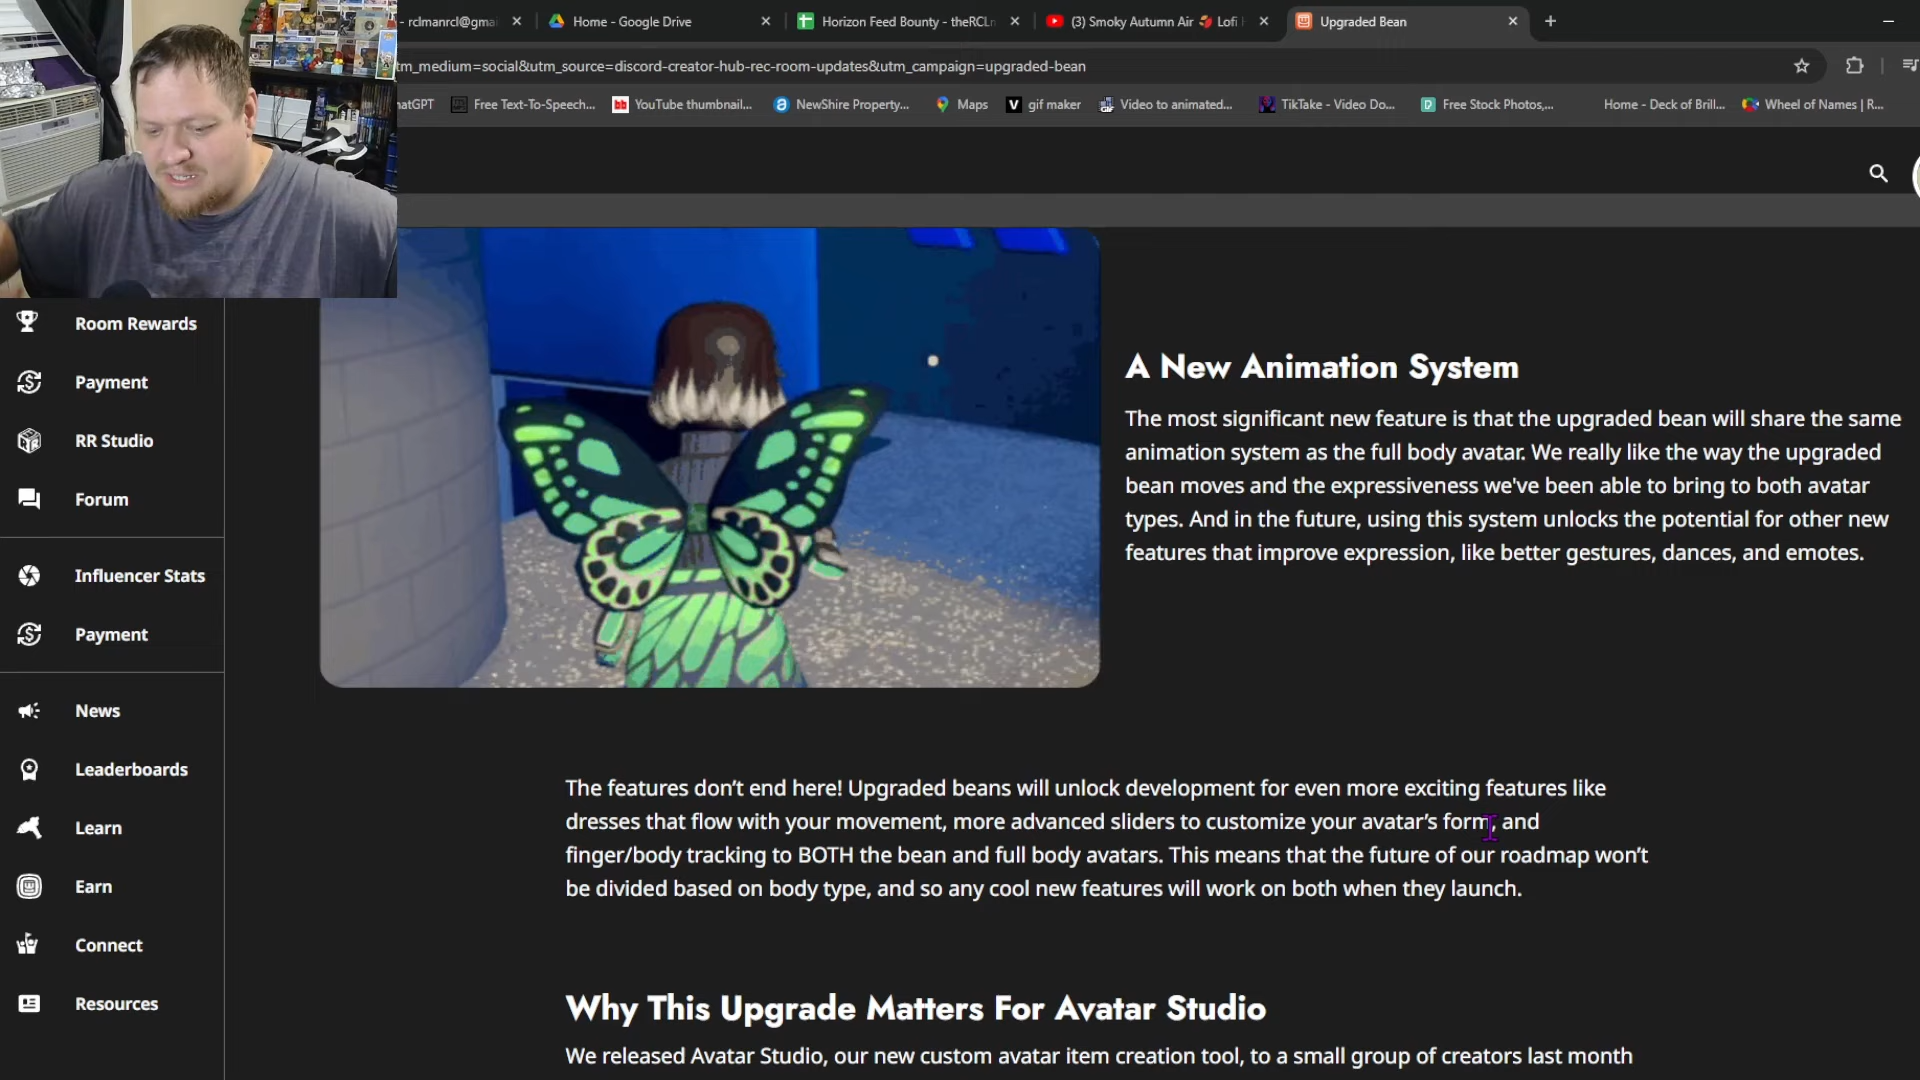 - rclmanrcl@gmai
Home - Google Drive
Horizon Feed Bounty - theRCLn
(3) Smoky Autumn Air 🍂 Lofi
Upgraded Bean
tm_medium=social&utm_source=discord-creator-hub-rec-room-updates&utm_campaign=upgraded-bean
hatGPT
Free Text-To-Speech...
YouTube thumbnail...
NewShire Property...
Maps
gif maker
Video to animated...
TikTake - Video Do...
Free Stock Photos,...
Home - Deck of Brill...
Wheel of Names | R...
Room Rewards
Payment
RR Studio
Forum
Influencer Stats
Payment
News
Leaderboards
Learn
Earn
Connect
Resources
A New Animation System
The most significant new feature is that the upgraded bean will share the same
animation system as the full body avatar. We really like the way the upgraded
bean moves and the expressiveness we've been able to bring to both avatar
types. And in the future, using this system unlocks the potential for other new
features that improve expression, like better gestures, dances, and emotes.
The features don’t end here! Upgraded beans will unlock development for even more exciting features like
dresses that flow with your movement, more advanced sliders to customize your avatar’s form, and
finger/body tracking to BOTH the bean and full body avatars. This means that the future of our roadmap won’t
be divided based on body type, and so any cool new features will work on both when they launch.
Why This Upgrade Matters For Avatar Studio
We released Avatar Studio, our new custom avatar item creation tool, to a small group of creators last month